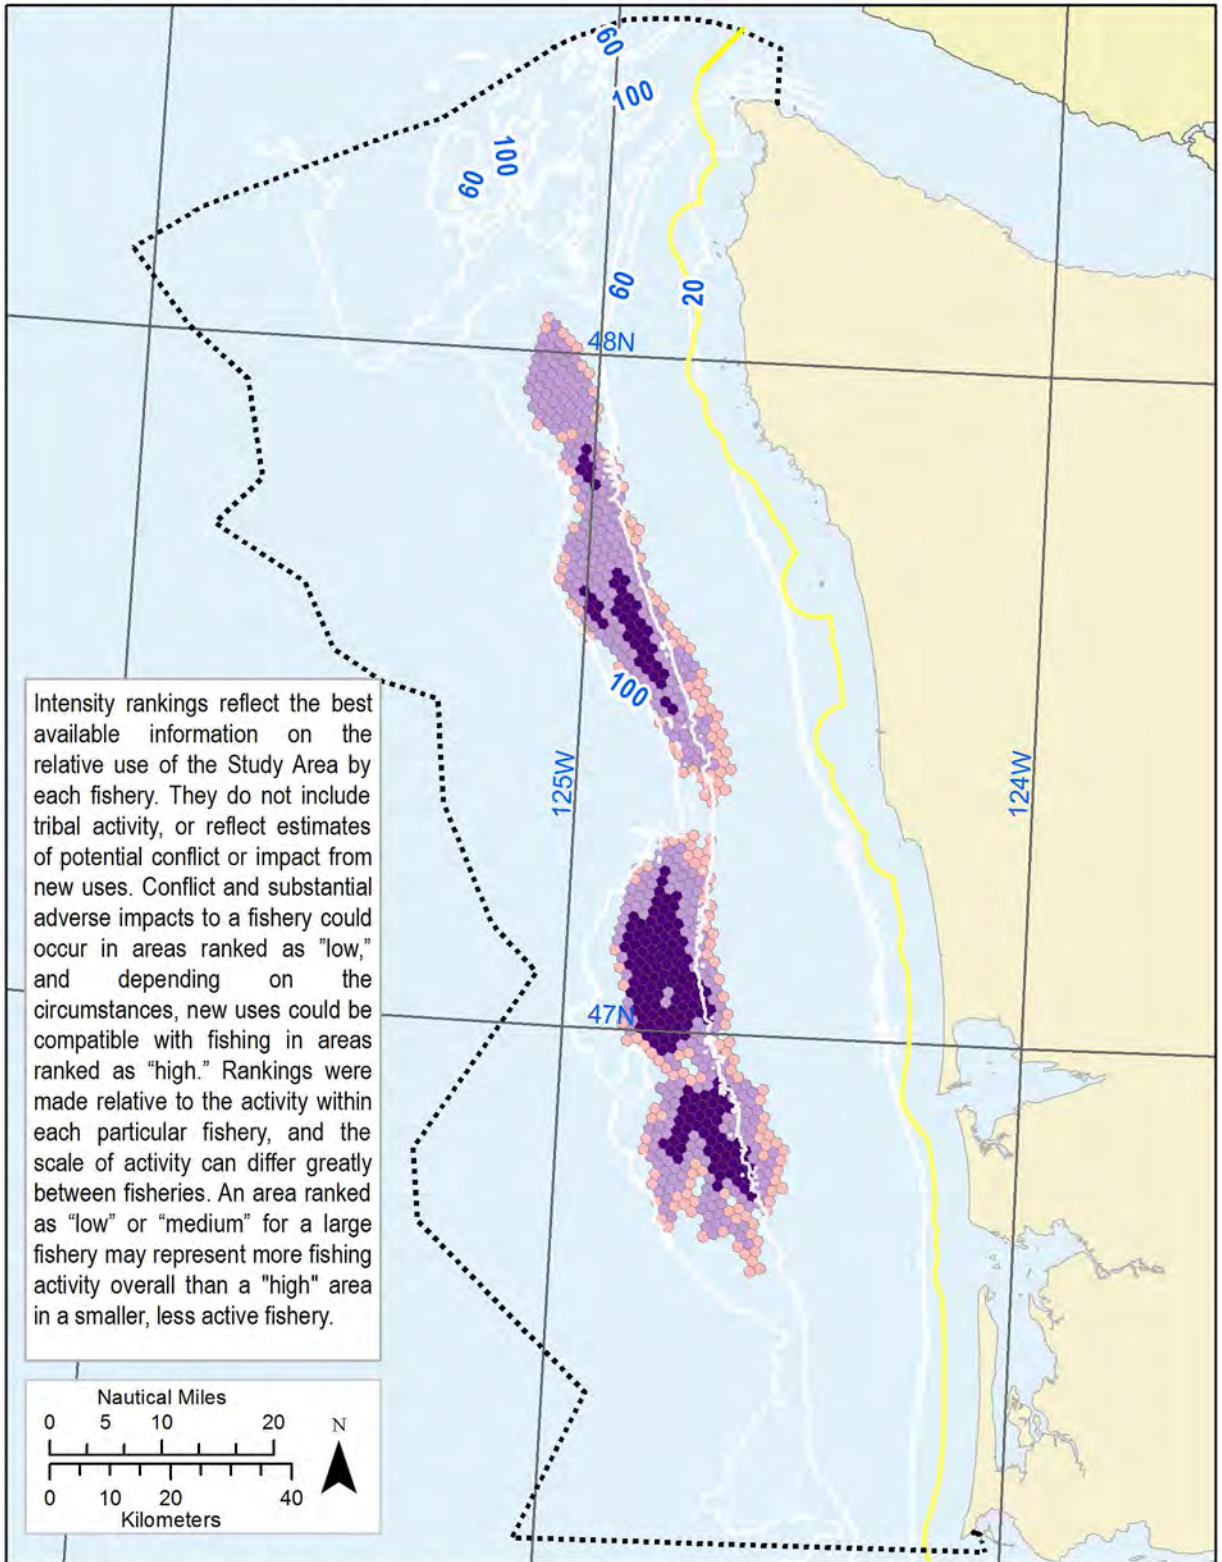 60
100
100
60
60
20
48N
Intensity rankings reflect the best
available information on the
relative use of the Study Area by
each fishery. They do not include
tribal activity, or reflect estimates
of potential conflict or impact from
new uses. Conflict and substantial
adverse impacts to a fishery could
occur in areas ranked as ”low,”
and depending on the
circumstances, new uses could be
compatible with fishing in areas
ranked as “high.” Rankings were
made relative to the activity within
each particular fishery, and the
scale of activity can differ greatly
between fisheries. An area ranked
as “low” or “medium” for a large
fishery may represent more fishing
activity overall than a "high" area
in a smaller, less active fishery.
100
125W
124W
47N
Nautical Miles
0 5 10 20
N
0 10 20 40
Kilometers